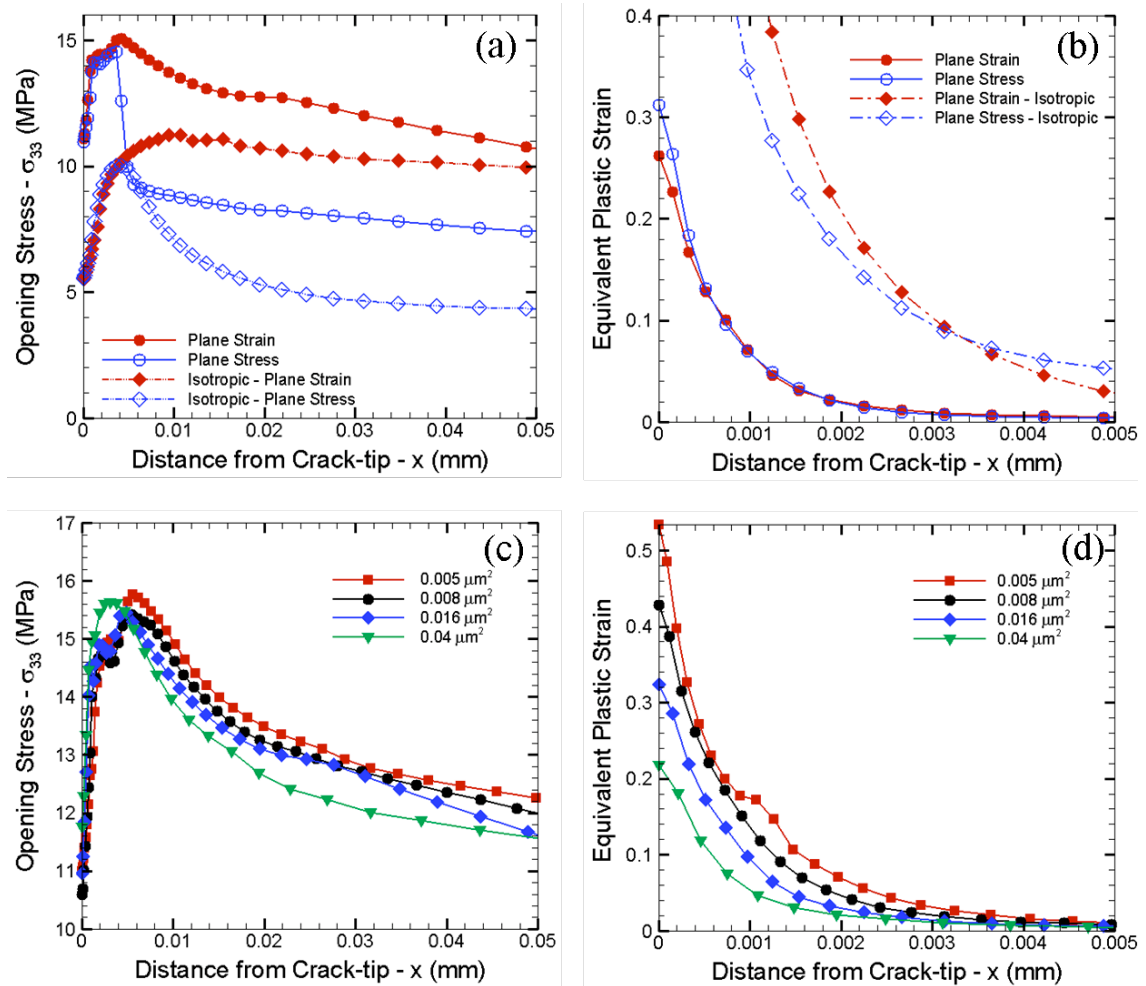 (a)
Opening Stress - σ33 (MPa)
15
10
5
0
Plane Strain
Plane Stress
Isotropic - Plane Strain
Isotropic - Plane Stress
0
0.01
0.02
0.03
0.04
0.05
Distance from Crack-tip - x (mm)
(b)
Equivalent Plastic Strain
0.4
0.3
0.2
0.1
0
Plane Strain
Plane Stress
Plane Strain - Isotropic
Plane Stress - Isotropic
0
0.001
0.002
0.003
0.004
0.005
Distance from Crack-tip - x (mm)
(c)
Opening Stress - σ33 (MPa)
17
16
15
14
13
12
11
10
0.005 μm²
0.008 μm²
0.016 μm²
0.04 μm²
0
0.01
0.02
0.03
0.04
0.05
Distance from Crack-tip - x (mm)
(d)
Equivalent Plastic Strain
0.5
0.4
0.3
0.2
0.1
0
0.005 μm²
0.008 μm²
0.016 μm²
0.04 μm²
0
0.001
0.002
0.003
0.004
0.005
Distance from Crack-tip - x (mm)